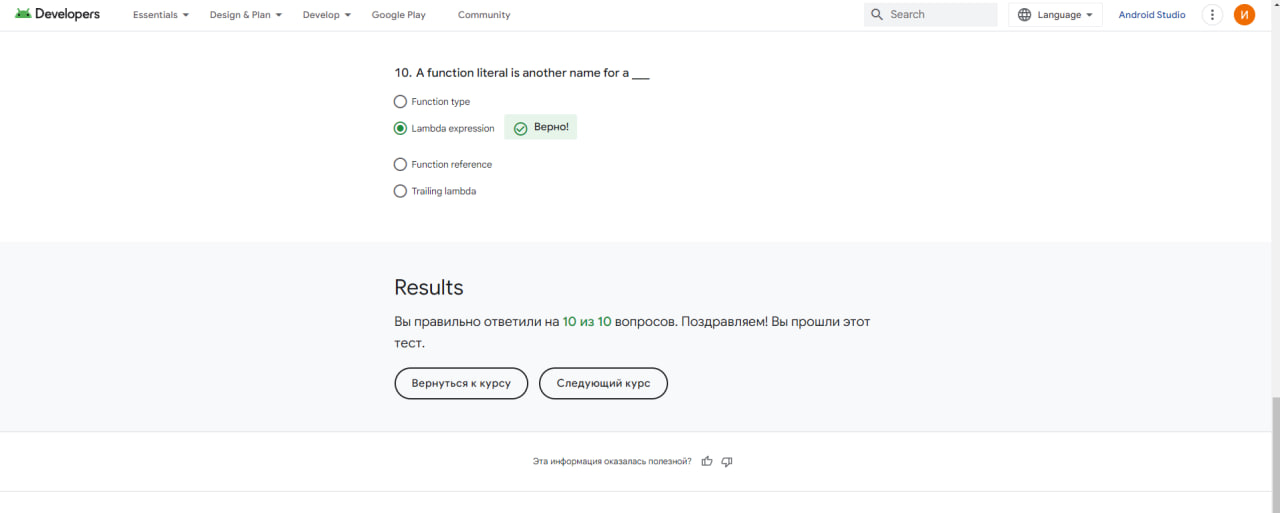 Developers Essentials Design & Plan Develop Google Play Community Search Language Android Studio И
10. A function literal is another name for a ___
Function type
Lambda expression Верно!
Function reference
Trailing lambda
Results
Вы правильно ответили на 10 из 10 вопросов. Поздравляем! Вы прошли этот
тест.
Вернуться к курсу Следующий курс
Эта информация оказалась полезной?